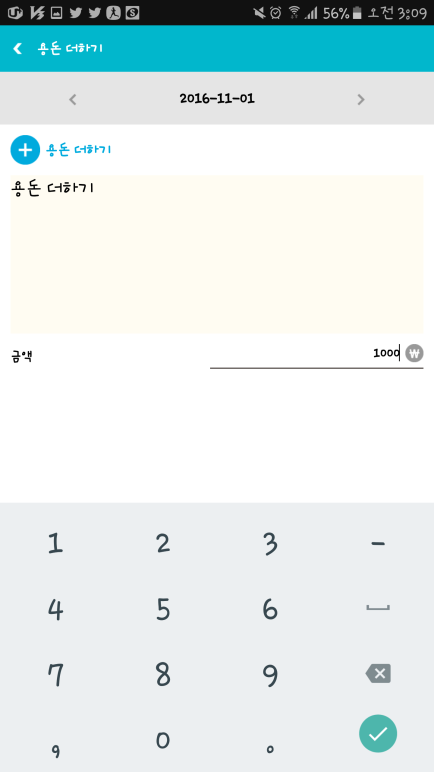 56% 오전 3:09
용돈 더하기
2016-11-01
용돈 더하기
용돈 더하기
금액 1000 ₩
1 2 3 -
4 5 6
7 8 9
, 0 .